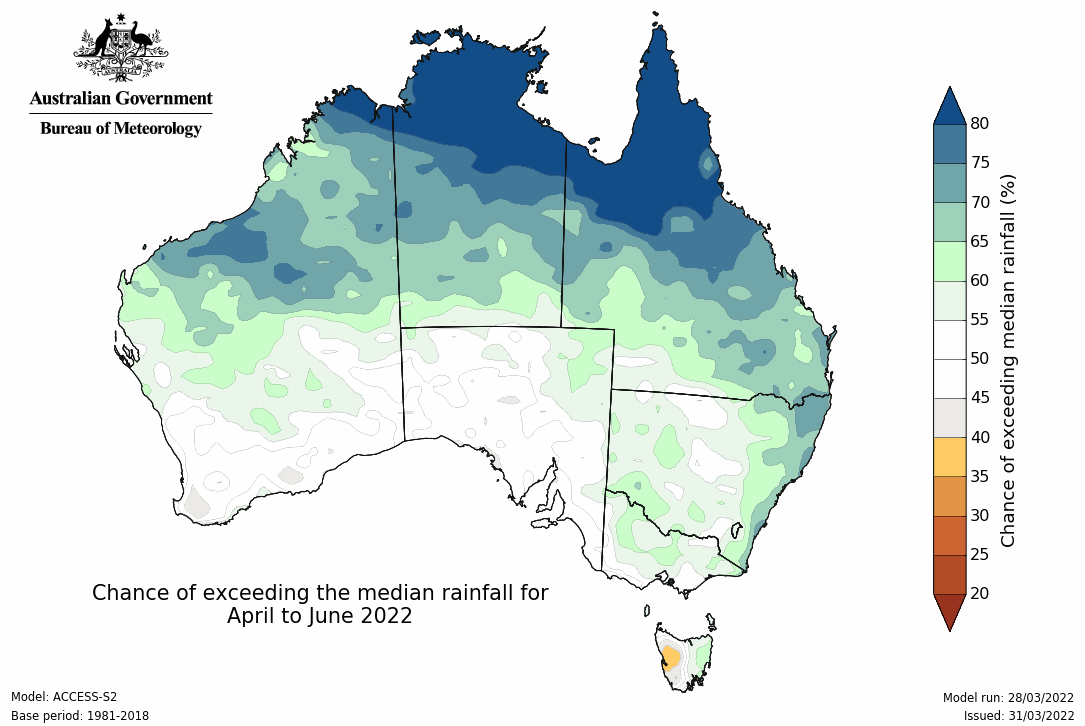 Australian Government
Bureau of Meteorology
80
75
70
65
60
55
50
45
40
35
30
25
20
Chance of exceeding median rainfall (%)
Chance of exceeding the median rainfall for
April to June 2022
Model: ACCESS-S2
Base period: 1981-2018
Model run: 28/03/2022
Issued: 31/03/2022